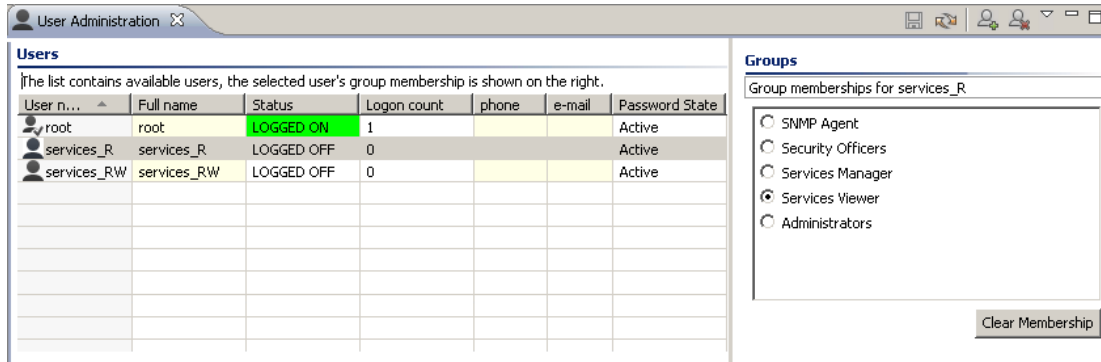 User Administration
Users
The list contains available users, the selected user's group membership is shown on the right.
User n... Full name Status Logon count phone e-mail Password State
root root LOGGED ON 1 Active
services_R services_R LOGGED OFF 0 Active
services_RW services_RW LOGGED OFF 0 Active
Groups
Group memberships for services_R
SNMP Agent
Security Officers
Services Manager
Services Viewer
Administrators
Clear Membership